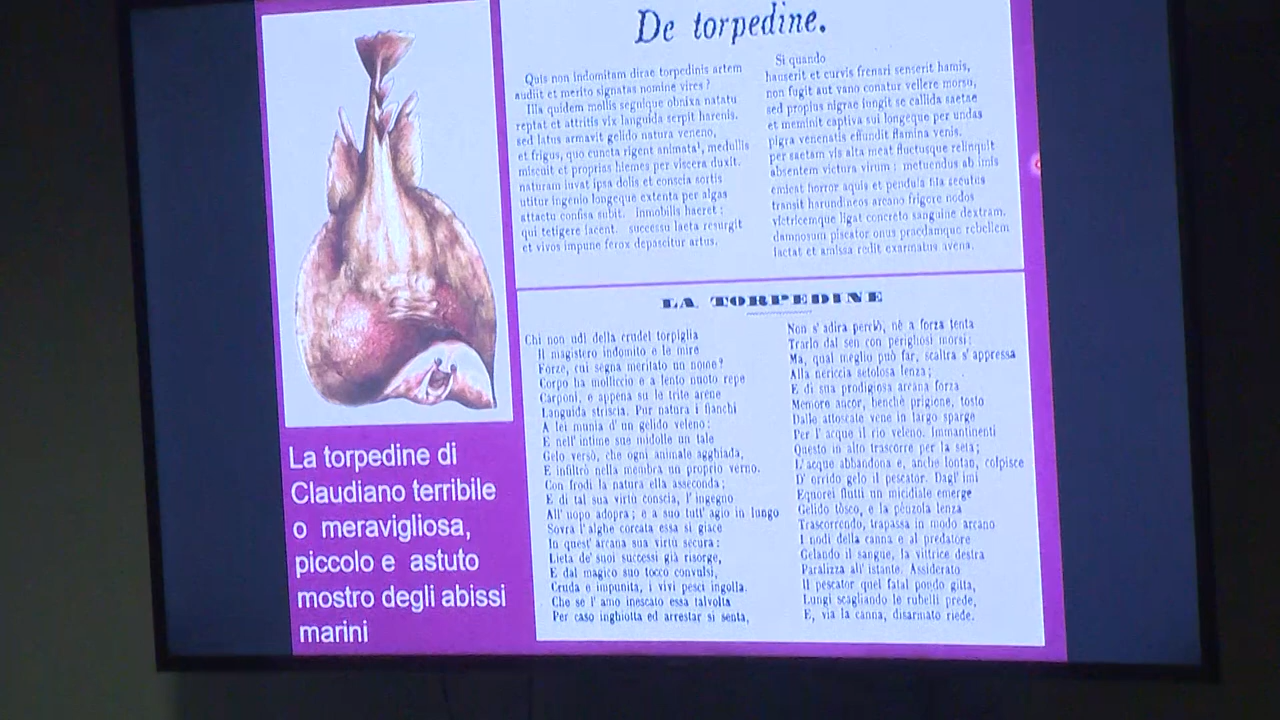 De torpedine.
Quis non indomitam dirae torpedinis artem
audiit et merito signatas nomine vires?
Illa quidem mollis segnique obnixa natatu
reptat et attritis vix languida serpit harenis.
sed latus armavit gelido natura veneno,
et frigus, quo cuncta rigent animata¹, medullis
miscuit et proprias hiemes per viscera duxit.
naturam iuvat ipsa dolis et conscia sortis
utitur ingenio longeque extenta per algas
attactu confisa subit. Inmobilis haeret:
qui tetigere iacent. successu laeta resurgit
et vivos impune ferox depascitur artus.
Si quando
hauserit et curvis frenari senserit hamis,
non fugit aut vano conatur vellere morsu,
sed propius nigrae iungit se callida saetae
et meminit captiva sui longeque per undas
pigra venenatis effundit flamina venis.
per saetam vis alta meat fluctusque relinquit
absentem victura virum: metuendus ab imis
emicat horror aquis et pendula fila secutus
transit harundineos arcano frigore nodos
victricemque ligat concreto sanguine dextram.
damnosum piscator onus praedamque rebellem
iactat et amissa redit exarmatus avena.
LA TORPEDINE
Chi non udì della crudel torpiglia
Il magistero indomito e le mire
Forze, cui segna meritato un nome?
Corpo ha molliccio e a lento nuoto repe
Carponi, e appena su le trite arene
Languida striscia. Pur natura i fianchi
A lei munia d' un gelido veleno:
E nell' intime sue midolle un tale
Gelo versò, che ogni animale agghiada,
E infiltrò nella membra un proprio verno.
Con frodi la natura ella asseconda;
E di tal sua virtù conscia, l' ingegno
All' uopo adopra; e a suo tutt' agio in lungo
Sovra l' alghe corcata essa si giace
In quest' arcana sua virtù secura:
Lieta de' suoi successi già risorge,
E dal magico suo tocco convulsi,
Cruda e impunita, i vivi pesci ingolla.
Che se l' amo inescato essa talvolta
Per caso inghiotta ed arrestar si senta,
Non s' adira perciò, nè a forza tenta
Trarlo dal sen con perigliosi morsi:
Ma, qual meglio può far, scaltra s' appressa
Alla nericcia setolosa lenza;
E di sua prodigiosa arcana forza
Memore ancor, benchè prigione, tosto
Dalle attoscate vene in largo sparge
Per l' acque il rio veleno. Immantinenti
Questo in alto trascorre per la seta;
L' acque abbandona e, anche lontan, colpisce
D' orrido gelo il pescator. Dagl' imi
Equorei flutti un micidiale emerge
Gelido tòsco, e la pénzola lenza
Trascorrendo, trapassa in modo arcano
I nodi della canna e al predatore
Gelando il sangue, la vittrice destra
Paralizza all' istante. Assiderato
Il pescator quel fatal pondo gitta,
Lungi scagliando le rubelli prede,
E, via la canna, disarmato riede.
La torpedine di
Claudiano terribile
o meravigliosa,
piccolo e astuto
mostro degli abissi
marini